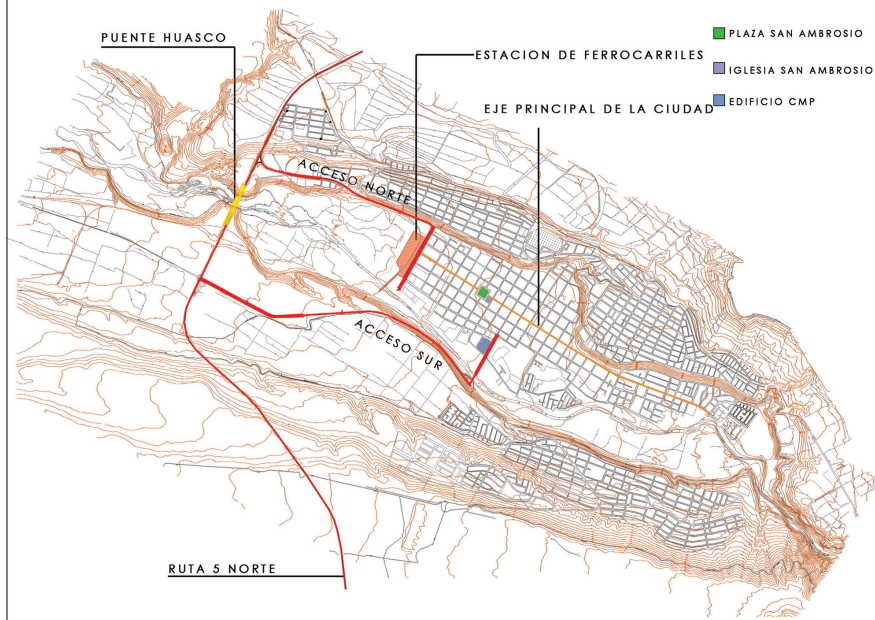 PUENTE HUASCO
ESTACION DE FERROCARRILES
EJE PRINCIPAL DE LA CIUDAD
PLAZA SAN AMBROSIO
IGLESIA SAN AMBROSIO
EDIFICIO CMP
ACCESO NORTE
ACCESO SUR
RUTA 5 NORTE